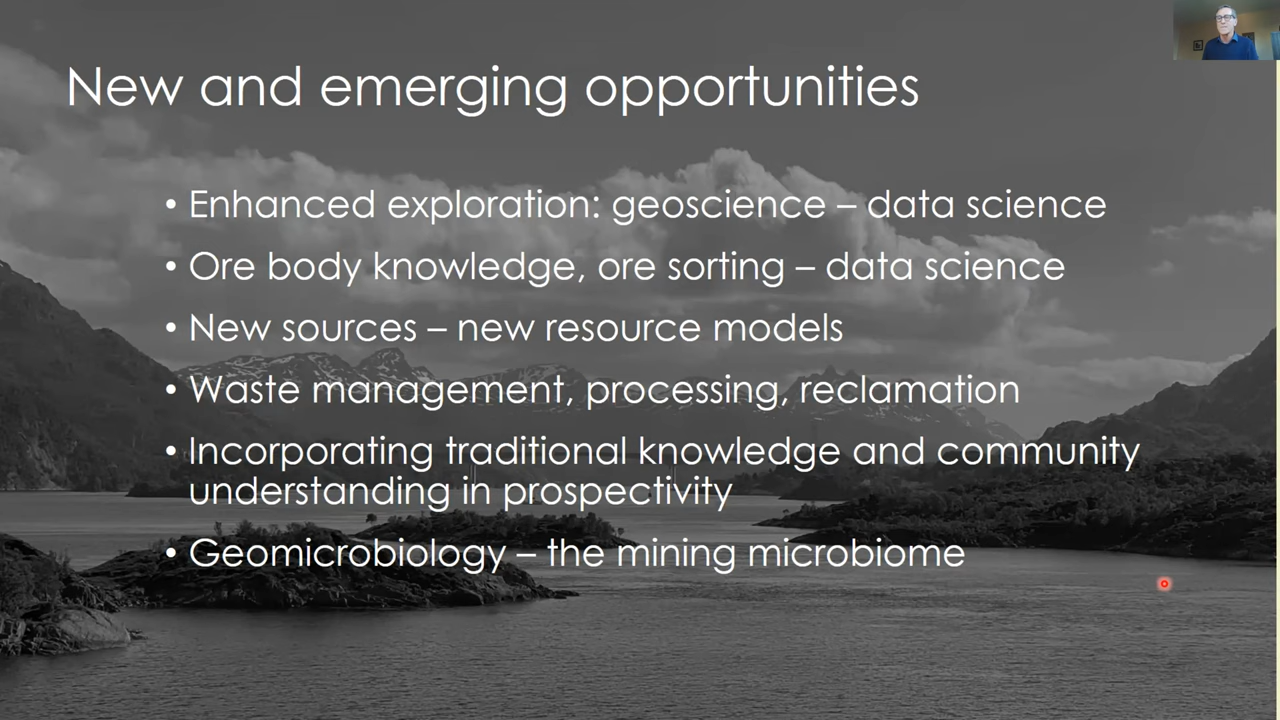 New and emerging opportunities
• Enhanced exploration: geoscience – data science
• Ore body knowledge, ore sorting – data science
• New sources – new resource models
• Waste management, processing, reclamation
• Incorporating traditional knowledge and community
understanding in prospectivity
• Geomicrobiology – the mining microbiome